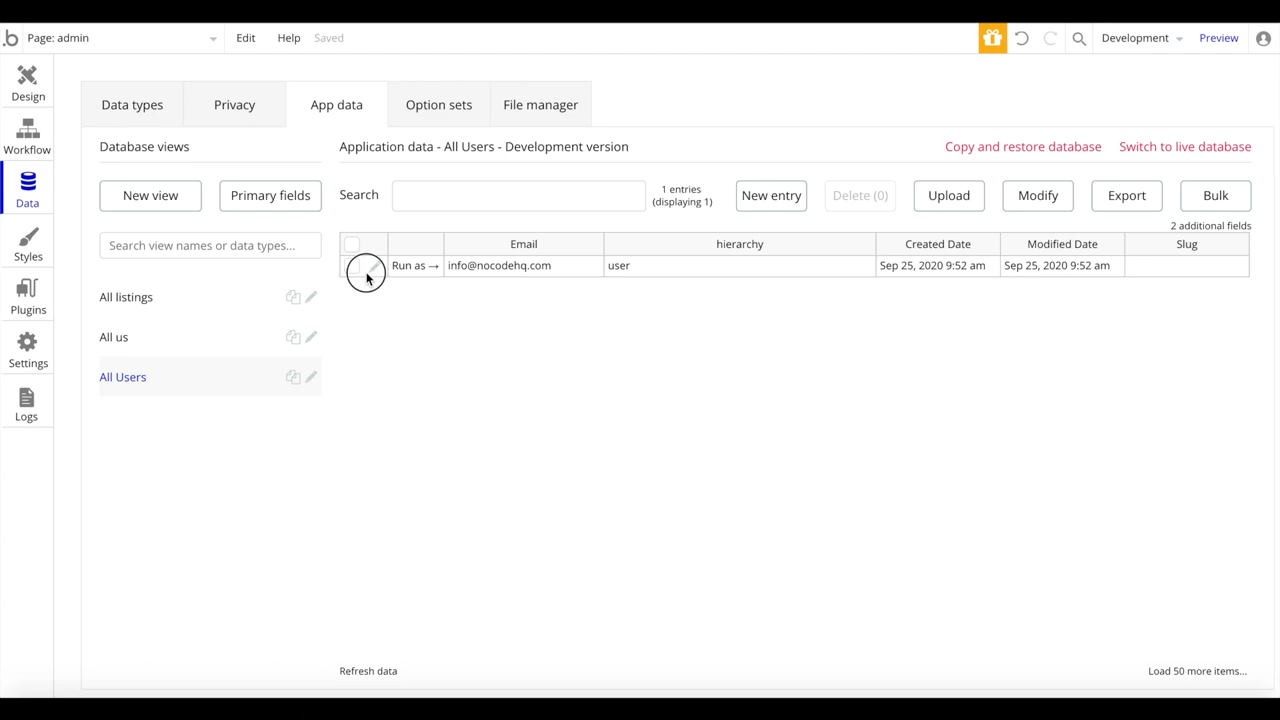 .b Page: admin Edit Help Saved Development Preview
Design
Workflow
Data
Styles
Plugins
Settings
Logs
Data types Privacy App data Option sets File manager
Database views
New view Primary fields
Search view names or data types...
All listings
All us
All Users
Application data - All Users - Development version Copy and restore database Switch to live database
Search 1 entries
(displaying 1)
New entry Delete (0) Upload Modify Export Bulk
2 additional fields
Email hierarchy Created Date Modified Date Slug
Run as → info@nocodehq.com user Sep 25, 2020 9:52 am Sep 25, 2020 9:52 am
Refresh data Load 50 more items...